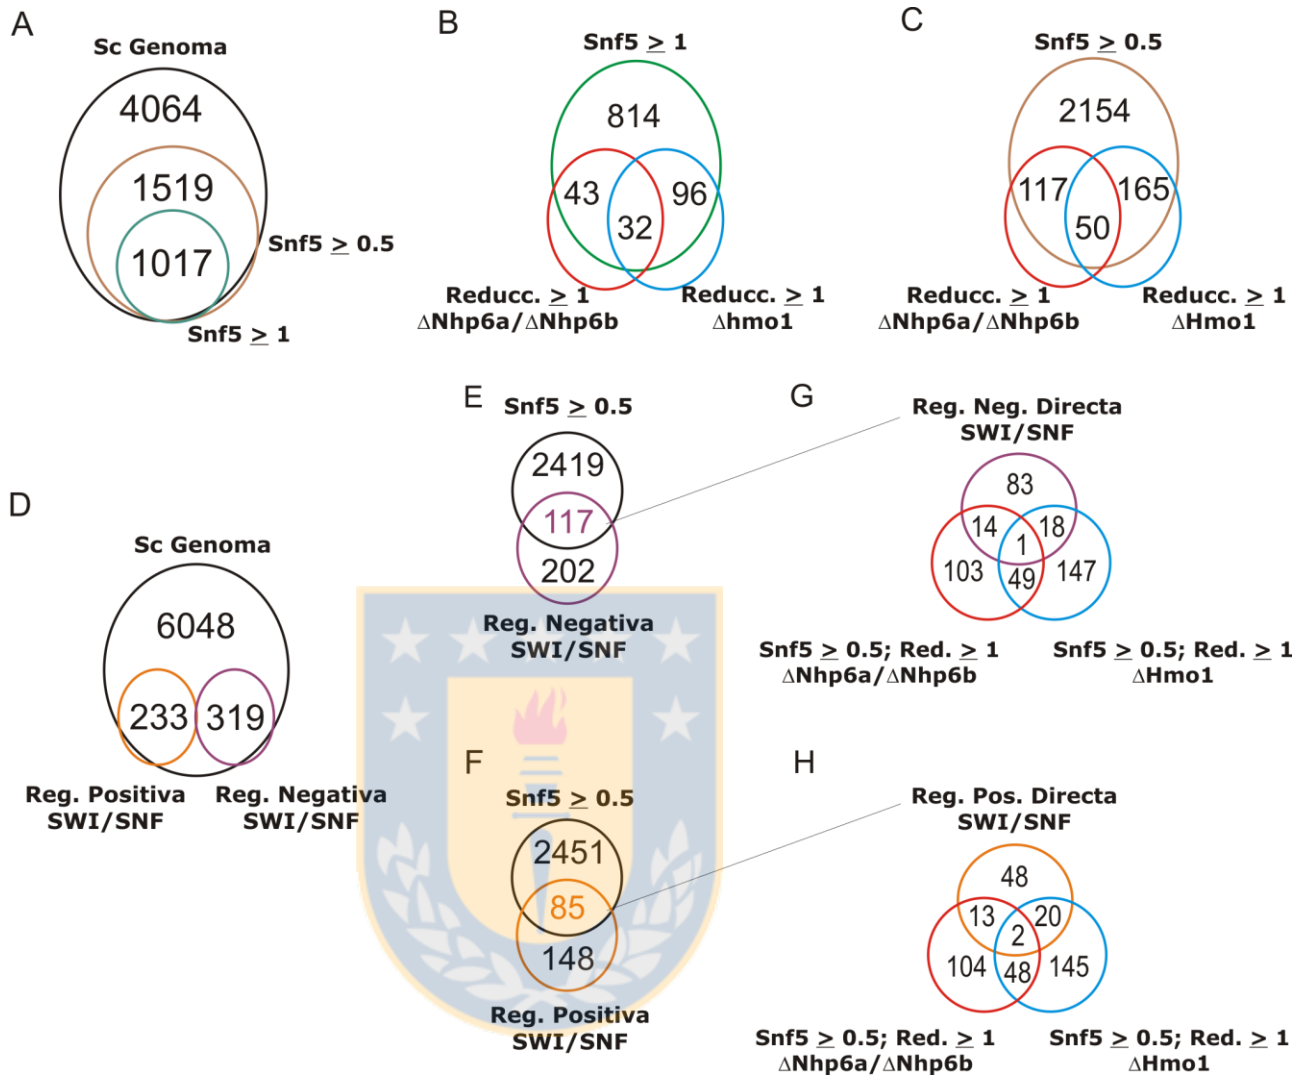 A
Sc Genoma
4064
1519
1017
Snf5 ≥ 0.5
Snf5 ≥ 1
B
Snf5 ≥ 1
814
43
96
32
Reducc. ≥ 1
ΔNhp6a/ΔNhp6b
Reducc. ≥ 1
Δhmo1
C
Snf5 ≥ 0.5
2154
117
165
50
Reducc. ≥ 1
ΔNhp6a/ΔNhp6b
Reducc. ≥ 1
ΔHmo1
D
Sc Genoma
6048
233
319
Reg. Positiva
SWI/SNF
Reg. Negativa
SWI/SNF
E
Snf5 ≥ 0.5
2419
117
202
Reg. Negativa
SWI/SNF
F
Snf5 ≥ 0.5
2451
85
148
Reg. Positiva
SWI/SNF
G
Reg. Neg. Directa
SWI/SNF
83
14
18
1
103
49
147
Snf5 ≥ 0.5; Red. ≥ 1
ΔNhp6a/ΔNhp6b
Snf5 ≥ 0.5; Red. ≥ 1
ΔHmo1
H
Reg. Pos. Directa
SWI/SNF
48
13
20
2
104
48
145
Snf5 ≥ 0.5; Red. ≥ 1
ΔNhp6a/ΔNhp6b
Snf5 ≥ 0.5; Red. ≥ 1
ΔHmo1